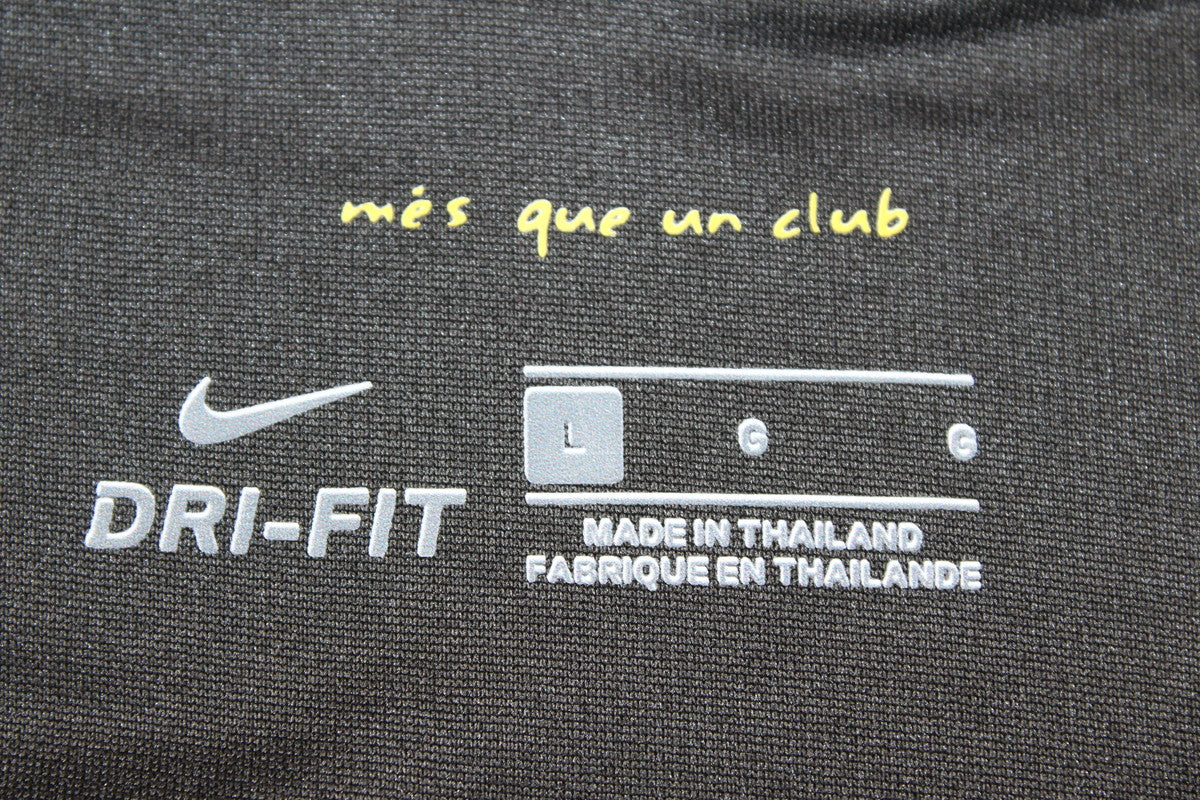 més que un club
DRI-FIT
L G G
MADE IN THAILAND
FABRIQUE EN THAILANDE